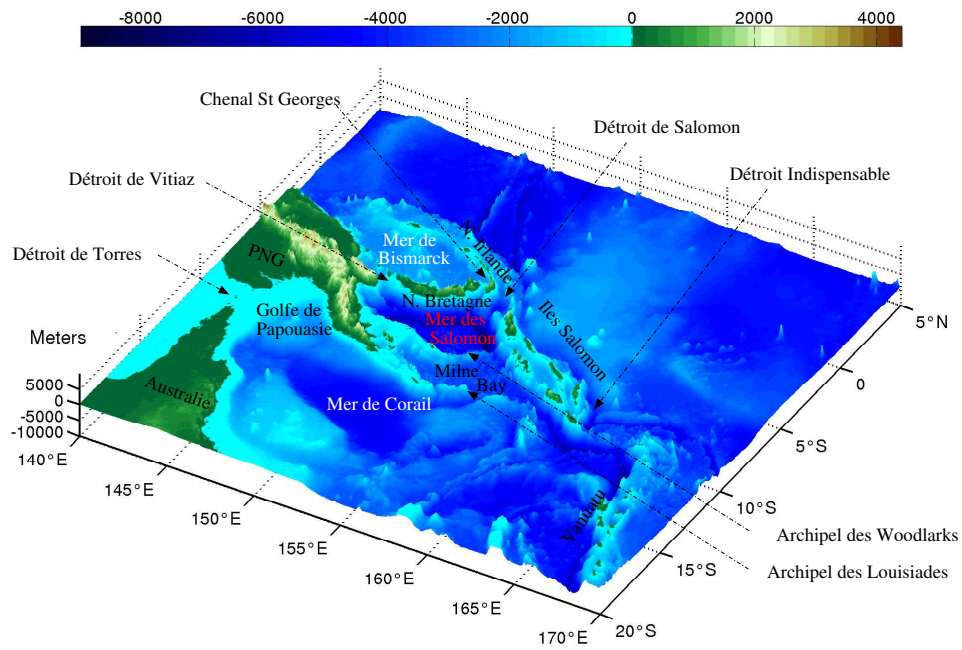 -8000 -6000 -4000 -2000 0 2000 4000
Chenal St Georges
Détroit de Salomon
Détroit de Vitiaz
Détroit Indispensable
Détroit de Torres
PNG
Mer de
Bismarck
N. Irlande
N. Bretagne
Golfe de
Papouasie
Mer des
Salomon
Iles Salomon
Milne
Bay
Australie
Mer de Corail
Vanuatu
Archipel des Woodlarks
Archipel des Louisiades
Meters
5000
0
-5000
-10000
140°E
145°E
150°E
155°E
160°E
165°E
170°E
20°S
15°S
10°S
5°S
0
5°N